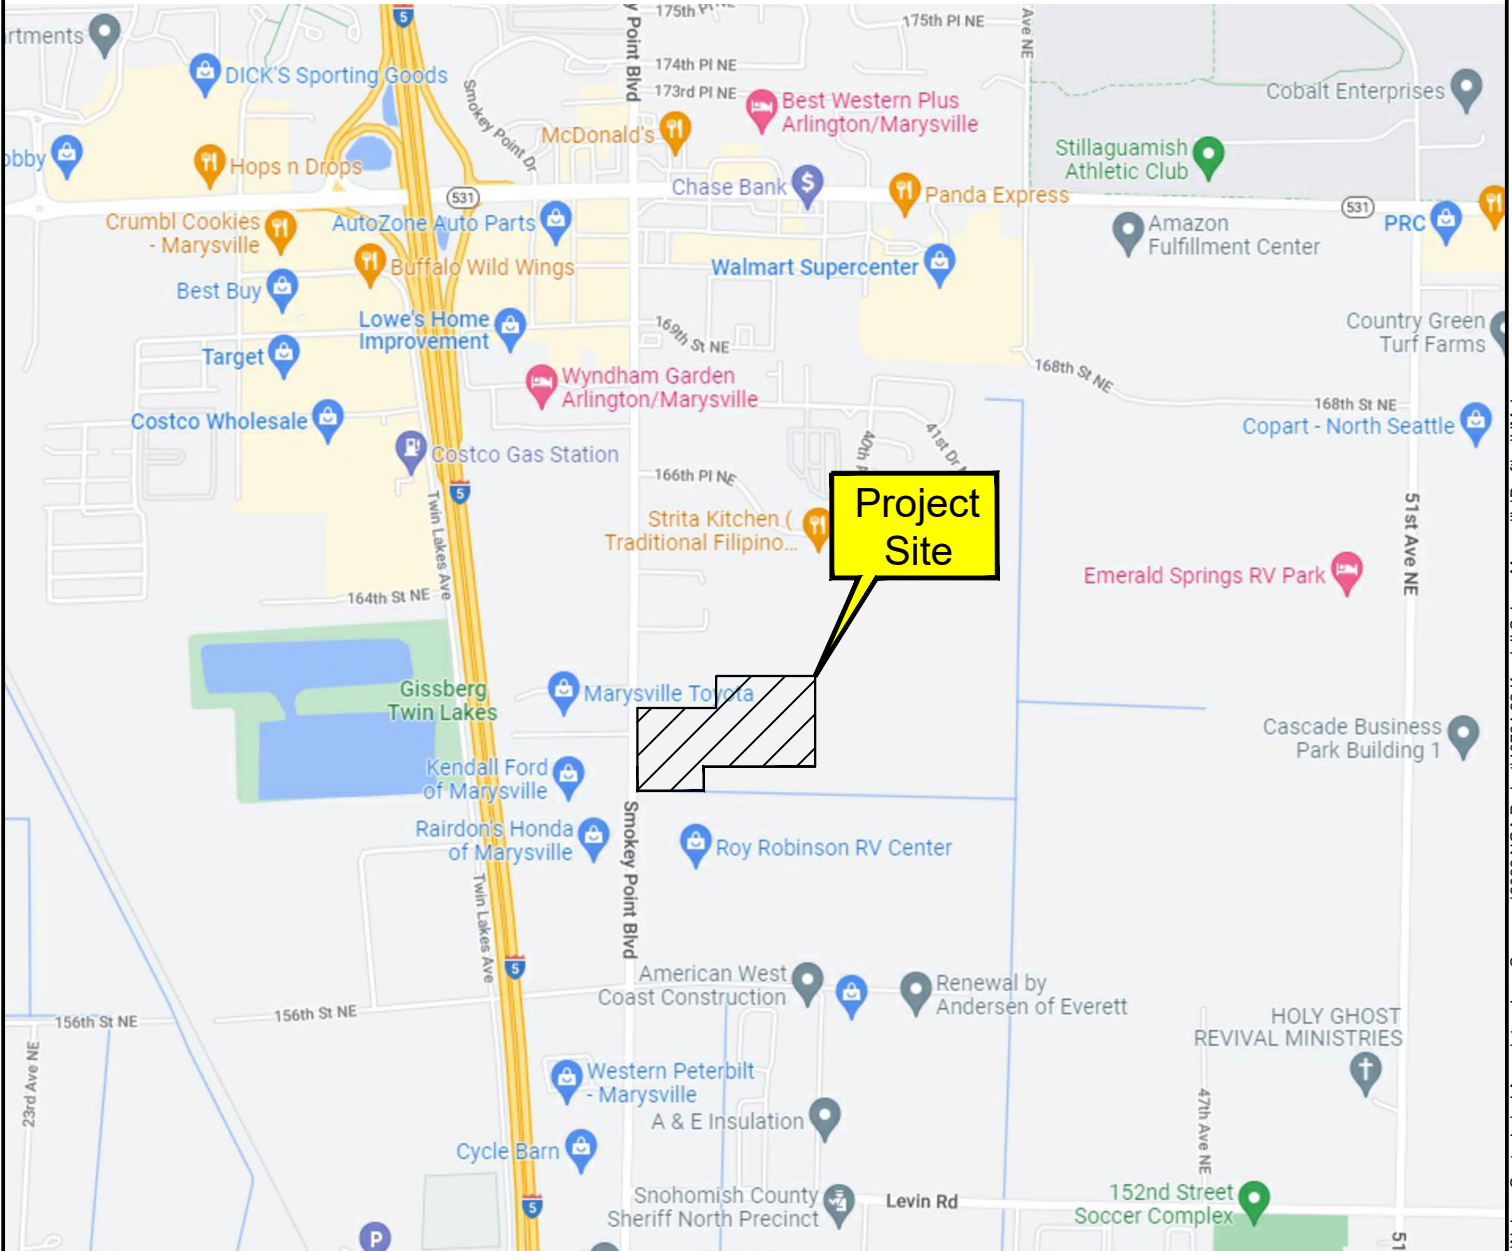 5
175th Pl NE
175th Pl NE
Ave NE
y Point Blvd
rtments
DICK'S Sporting Goods
174th Pl NE
173rd Pl NE
Smokey Point Dr
Best Western Plus
Arlington/Marysville
Cobalt Enterprises
McDonald's
Stillaguamish
Athletic Club
obby
Hops n Drops
Chase Bank
Panda Express
531
531
Crumbl Cookies
- Marysville
AutoZone Auto Parts
Amazon
Fulfillment Center
PRC
Buffalo Wild Wings
Walmart Supercenter
Best Buy
Lowe's Home
Improvement
169th St NE
Country Green
Turf Farms
Target
Wyndham Garden
Arlington/Marysville
168th St NE
168th St NE
Costco Wholesale
Copart - North Seattle
Costco Gas Station
40th
41st Dr
166th Pl NE
5
Twin Lakes Ave
Project
Site
51st Ave NE
Strita Kitchen (
Traditional Filipino...
Emerald Springs RV Park
164th St NE
Gissberg
Twin Lakes
Marysville Toyota
Cascade Business
Park Building 1
Kendall Ford
of Marysville
Smokey Point Blvd
Rairdon's Honda
of Marysville
Roy Robinson RV Center
Twin Lakes Ave
5
American West
Coast Construction
Renewal by
Andersen of Everett
156th St NE
156th St NE
HOLY GHOST
REVIVAL MINISTRIES
23rd Ave NE
Western Peterbilt
- Marysville
A & E Insulation
47th Ave NE
Cycle Barn
5
Snohomish County
Sheriff North Precinct
Levin Rd
152nd Street
Soccer Complex
P
51